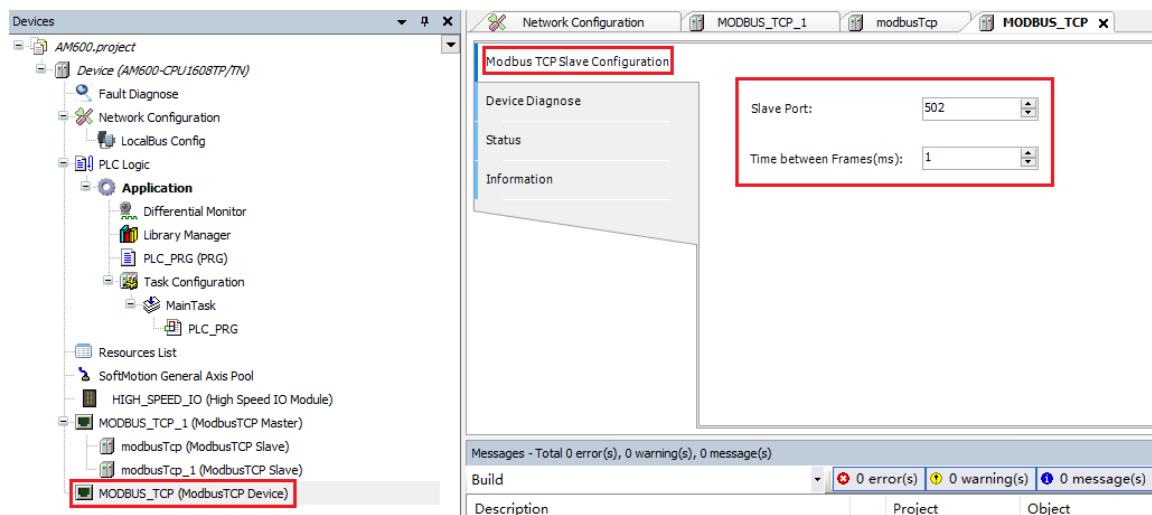 Devices
AM600.project
Device (AM600-CPU1608TP/TN)
Fault Diagnose
Network Configuration
LocalBus Config
PLC Logic
Application
Differential Monitor
Library Manager
PLC_PRG (PRG)
Task Configuration
MainTask
PLC_PRG
Resources List
SoftMotion General Axis Pool
HIGH_SPEED_IO (High Speed IO Module)
MODBUS_TCP_1 (ModbusTCP Master)
modbusTcp (ModbusTCP Slave)
modbusTcp_1 (ModbusTCP Slave)
MODBUS_TCP (ModbusTCP Device)
Network Configuration MODBUS_TCP_1 modbusTcp MODBUS_TCP X
Modbus TCP Slave Configuration
Device Diagnose
Status
Information
Slave Port: 502
Time between Frames(ms): 1
Messages - Total 0 error(s), 0 warning(s), 0 message(s)
Build 0 error(s) 0 warning(s) 0 message(s)
Description Project Object